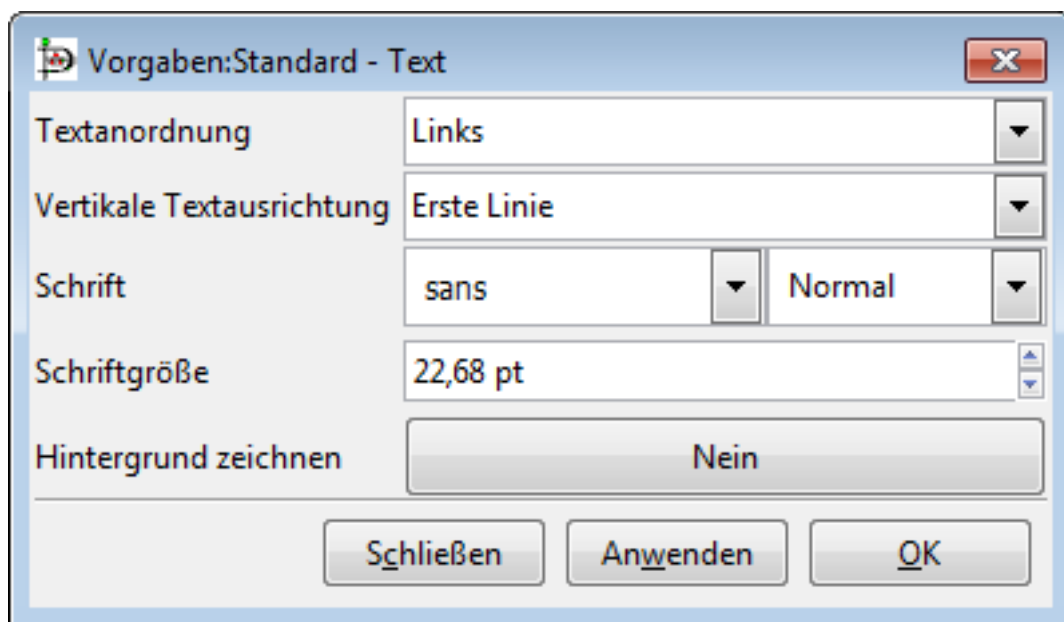 Vorgaben:Standard - Text
Textanordnung Links
Vertikale Textausrichtung Erste Linie
Schrift sans Normal
Schriftgröße 22,68 pt
Hintergrund zeichnen Nein
Schließen Anwenden OK